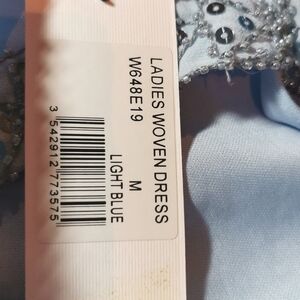 LADIES WOVEN DRESS
W648E19
M
LIGHT BLUE
3 542912 773575